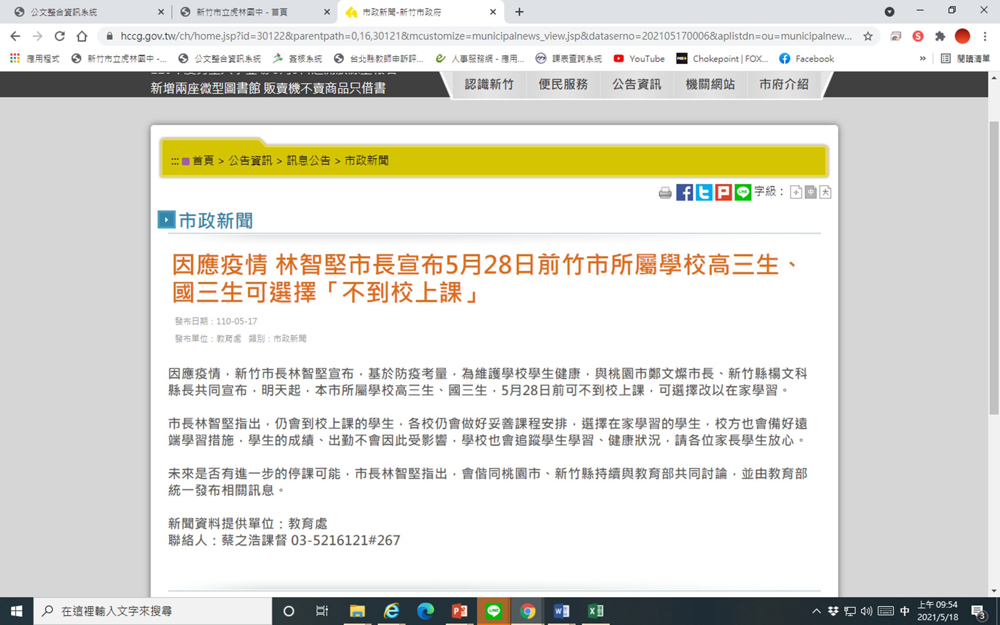 公文整合資訊系統
新竹市立虎林國中 - 首頁
市政新聞-新竹市政府
hccg.gov.tw/ch/home.jsp?id=30122&parentpath=0,16,30121&mcustomize=municipalnews_view.jsp&dataserno=202105170006&aplistdn=ou=municipalnew...
應用程式
新竹市立虎林國中 -...
公文整合資訊系統
簽核系統
台北縣教師申訴評...
人事服務網 - 應用...
課表查詢系統
YouTube
Chokepoint | FOX...
Facebook
»
閱讀清單
新增兩座微型圖書館 販賣機不賣商品只借書
認識新竹
便民服務
公告資訊
機關網站
市府介紹
::: 首頁 > 公告資訊 > 訊息公告 > 市政新聞
LINE
字級：
小
中
大
市政新聞
因應疫情 林智堅市長宣布5月28日前竹市所屬學校高三生、
國三生可選擇「不到校上課」
發布日期：110-05-17
發布單位：教育處 類別：市政新聞
因應疫情，新竹市長林智堅宣布，基於防疫考量，為維護學校學生健康，與桃園市鄭文燦市長、新竹縣楊文科
縣長共同宣布，明天起，本市所屬學校高三生、國三生，5月28日前可不到校上課，可選擇改以在家學習。
市長林智堅指出，仍會到校上課的學生，各校仍會做好妥善課程安排，選擇在家學習的學生，校方也會備好遠
端學習措施，學生的成績、出勤不會因此受影響，學校也會追蹤學生學習、健康狀況，請各位家長學生放心。
未來是否有進一步的停課可能，市長林智堅指出，會偕同桃園市、新竹縣持續與教育部共同討論，並由教育部
統一發布相關訊息。
新聞資料提供單位：教育處
聯絡人：蔡之浩課督 03-5216121#267
在這裡輸入文字來搜尋
LINE
中
上午 09:54
2021/5/18
3